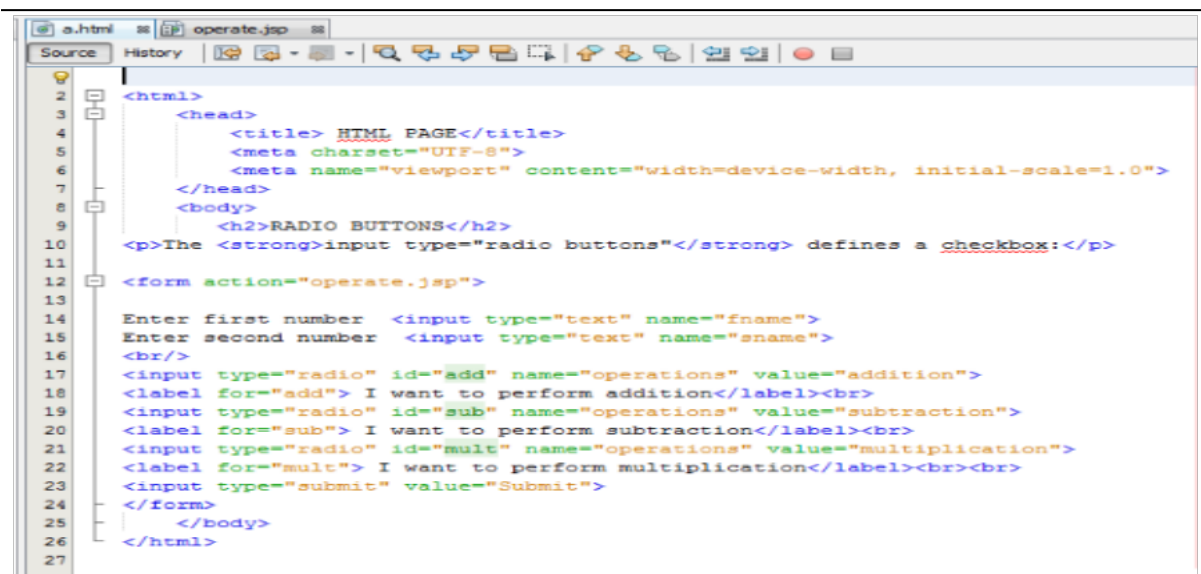 a.html operate.jsp
Source History
2 <html>
3 <head>
4 <title> HTML PAGE</title>
5 <meta charset="UTF-8">
6 <meta name="viewport" content="width=device-width, initial-scale=1.0">
7 </head>
8 <body>
9 <h2>RADIO BUTTONS</h2>
10 <p>The <strong>input type="radio buttons"</strong> defines a checkbox:</p>
11
12 <form action="operate.jsp">
13
14 Enter first number <input type="text" name="fname">
15 Enter second number <input type="text" name="sname">
16 <br/>
17 <input type="radio" id="add" name="operations" value="addition">
18 <label for="add"> I want to perform addition</label><br>
19 <input type="radio" id="sub" name="operations" value="subtraction">
20 <label for="sub"> I want to perform subtraction</label><br>
21 <input type="radio" id="mult" name="operations" value="multiplication">
22 <label for="mult"> I want to perform multiplication</label><br><br>
23 <input type="submit" value="Submit">
24 </form>
25 </body>
26 </html>
27